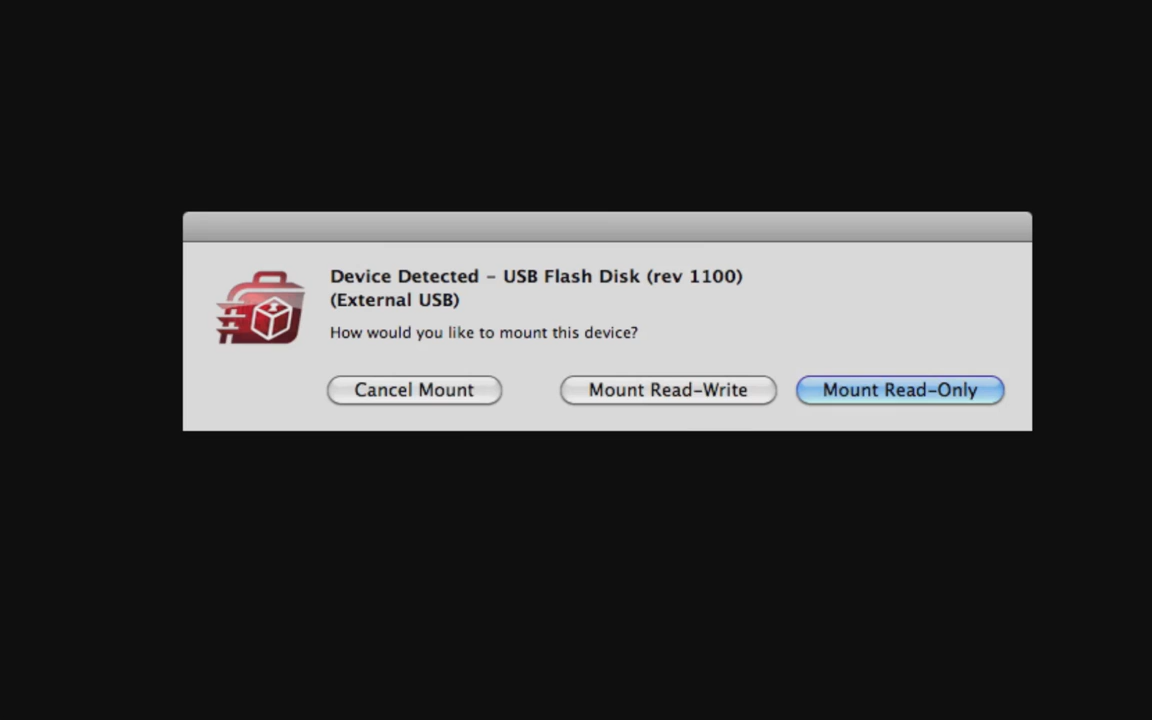 Device Detected – USB Flash Disk (rev 1100)
(External USB)
How would you like to mount this device?
Cancel Mount
Mount Read-Write
Mount Read-Only